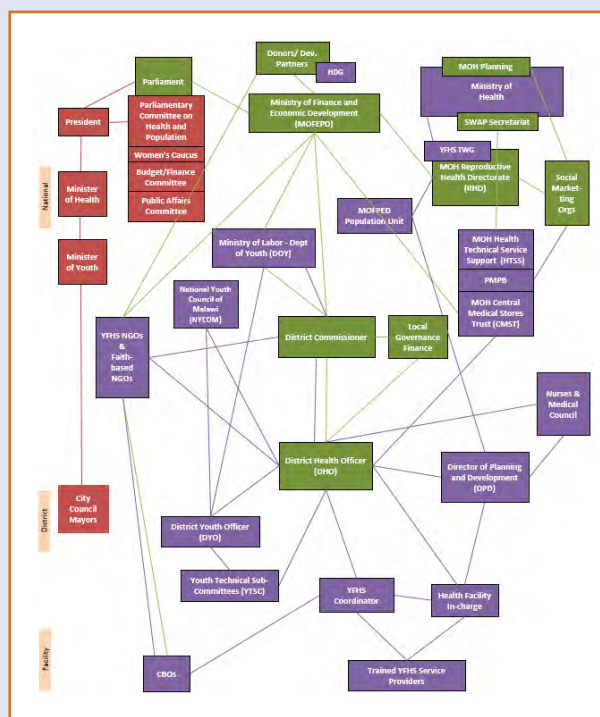 Donors/ Dev.
Partners
HDG
Parliament
MOH Planning
Ministry of
Health
SWAP Secretariat
President
Parliamentary
Committee on
Health and
Population
Women's Caucus
Budget/Finance
Committee
Public Affairs
Committee
Ministry of Finance and
Economic Development
(MOFEPD)
YFHS TWG
MOH Reproductive
Health Directorate
(RHD)
Social
Market-
ing
Orgs
National
Minister
of Health
Minister
of Youth
MOFPED
Population Unit
Ministry of Labor - Dept
of Youth (DOY)
MOH Health
Technical Service
Support (HTSS)
PMPB
MOH Central
Medical Stores
Trust (CMST)
National Youth
Council of
Malawi
(NYCOM)
YFHS NGOs
&
Faith-
based
NGOs
District Commissioner
Local
Governance
Finance
Nurses &
Medical
Council
District Health Officer
(DHO)
Director of Planning
and Development
(DPD)
District
City
Council
Mayors
District Youth Officer
(DYO)
Youth Technical Sub-
Committees (YTSC)
YFHS
Coordinator
Health Facility
In-charge
Facility
CBOs
Trained YFHS Service
Providers